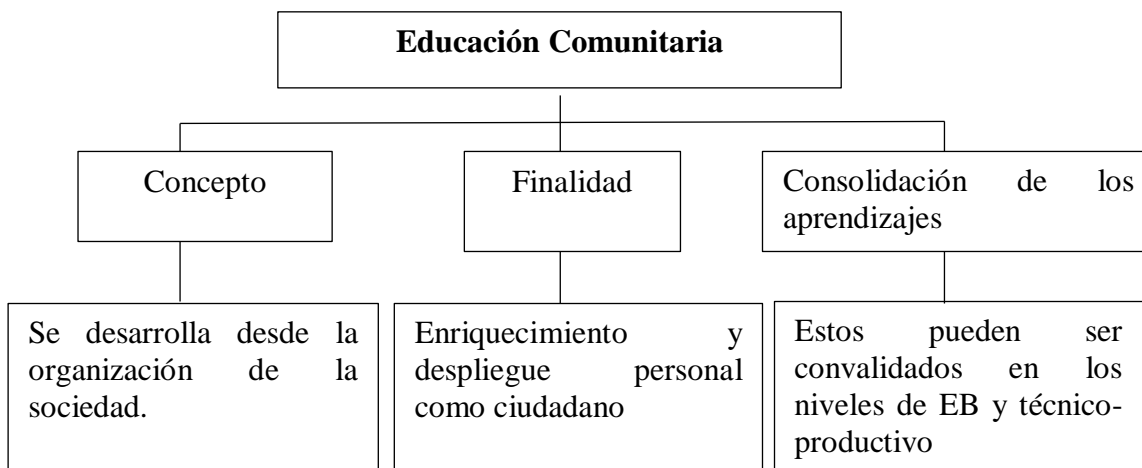 Educación Comunitaria
Concepto
Finalidad
Consolidación de los
aprendizajes
Se desarrolla desde la
organización de la
sociedad.
Enriquecimiento y
despliegue personal
como ciudadano
Estos pueden ser
convalidados en los
niveles de EB y técnico-
productivo